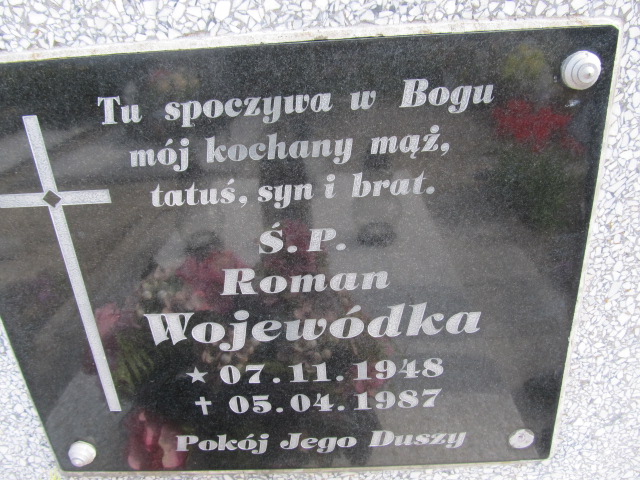 Tu spoczywa w Bogu
mój kochany mąż,
tatuś, syn i brat.
Ś.P.
Roman
Wojewódka
★ 07.11.1948
✝ 05.04.1987
Pokój Jego Duszy